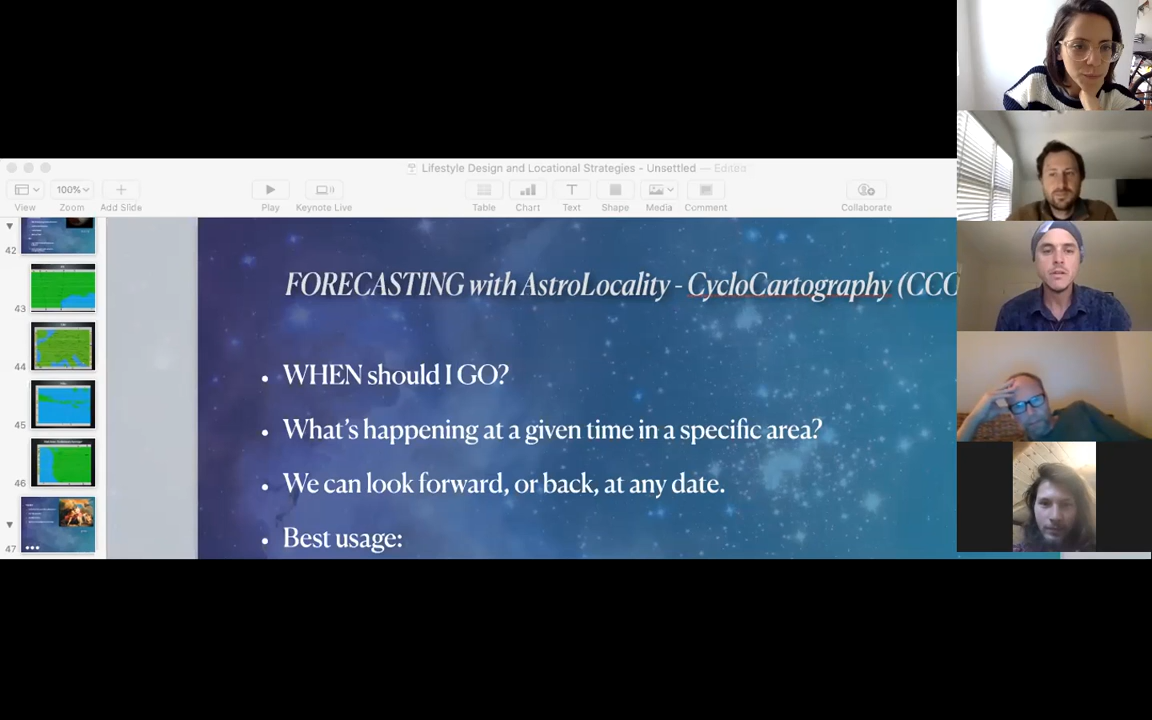 Lifestyle Design and Locational Strategies - Unsettled — Edited
100%
View
Zoom
Add Slide
Play
Keynote Live
Table
Chart
Text
Shape
Media
Comment
Collaborate
42
43
44
45
46
47
FORECASTING with AstroLocality - CycloCartography (CCG
• WHEN should I GO?
• What's happening at a given time in a specific area?
• We can look forward, or back, at any date.
• Best usage: